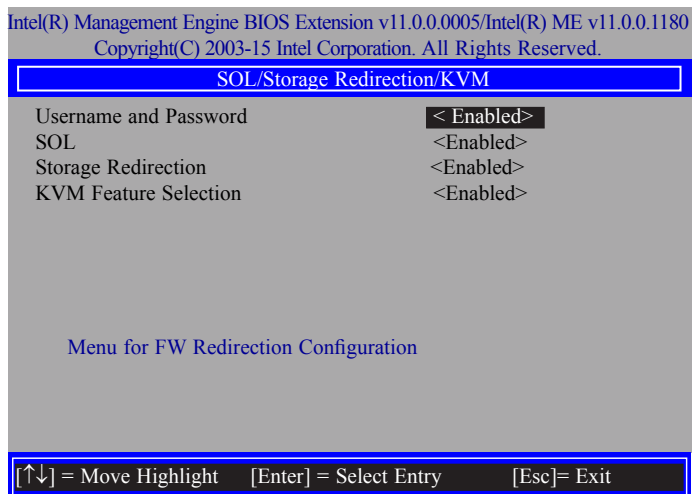 Intel(R) Management Engine BIOS Extension v11.0.0.0005/Intel(R) ME v11.0.0.1180
Copyright(C) 2003-15 Intel Corporation. All Rights Reserved.
SOL/Storage Redirection/KVM
Username and Password < Enabled>
SOL <Enabled>
Storage Redirection <Enabled>
KVM Feature Selection <Enabled>
Menu for FW Redirection Configuration
[↑↓] = Move Highlight [Enter] = Select Entry [Esc]= Exit